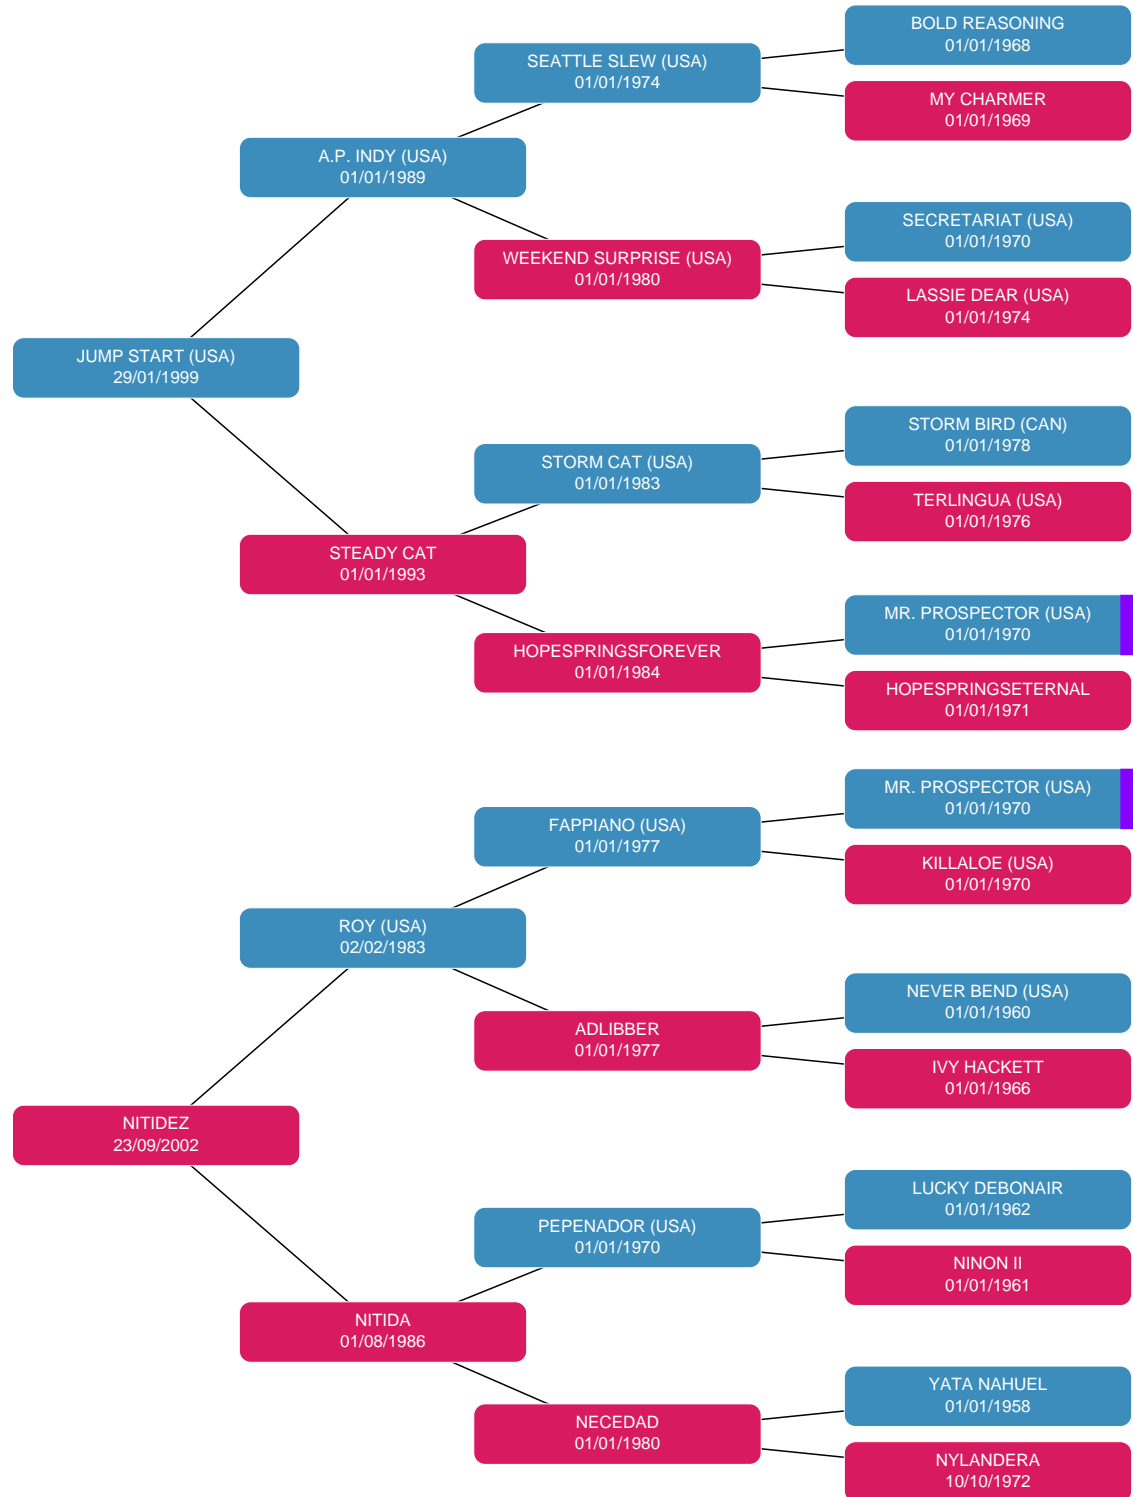 BOLD REASONING
01/01/1968
SEATTLE SLEW (USA)
01/01/1974
MY CHARMER
01/01/1969
A.P. INDY (USA)
01/01/1989
SECRETARIAT (USA)
01/01/1970
WEEKEND SURPRISE (USA)
01/01/1980
LASSIE DEAR (USA)
01/01/1974
JUMP START (USA)
29/01/1999
STORM BIRD (CAN)
01/01/1978
STORM CAT (USA)
01/01/1983
TERLINGUA (USA)
01/01/1976
STEADY CAT
01/01/1993
MR. PROSPECTOR (USA)
01/01/1970
HOPESPRINGSFOREVER
01/01/1984
HOPESPRINGSETERNAL
01/01/1971
MR. PROSPECTOR (USA)
01/01/1970
FAPPIANO (USA)
01/01/1977
KILLALOE (USA)
01/01/1970
ROY (USA)
02/02/1983
NEVER BEND (USA)
01/01/1960
ADLIBBER
01/01/1977
IVY HACKETT
01/01/1966
NITIDEZ
23/09/2002
LUCKY DEBONAIR
01/01/1962
PEPENADOR (USA)
01/01/1970
NINON II
01/01/1961
NITIDA
01/08/1986
YATA NAHUEL
01/01/1958
NECEDAD
01/01/1980
NYLANDERA
10/10/1972